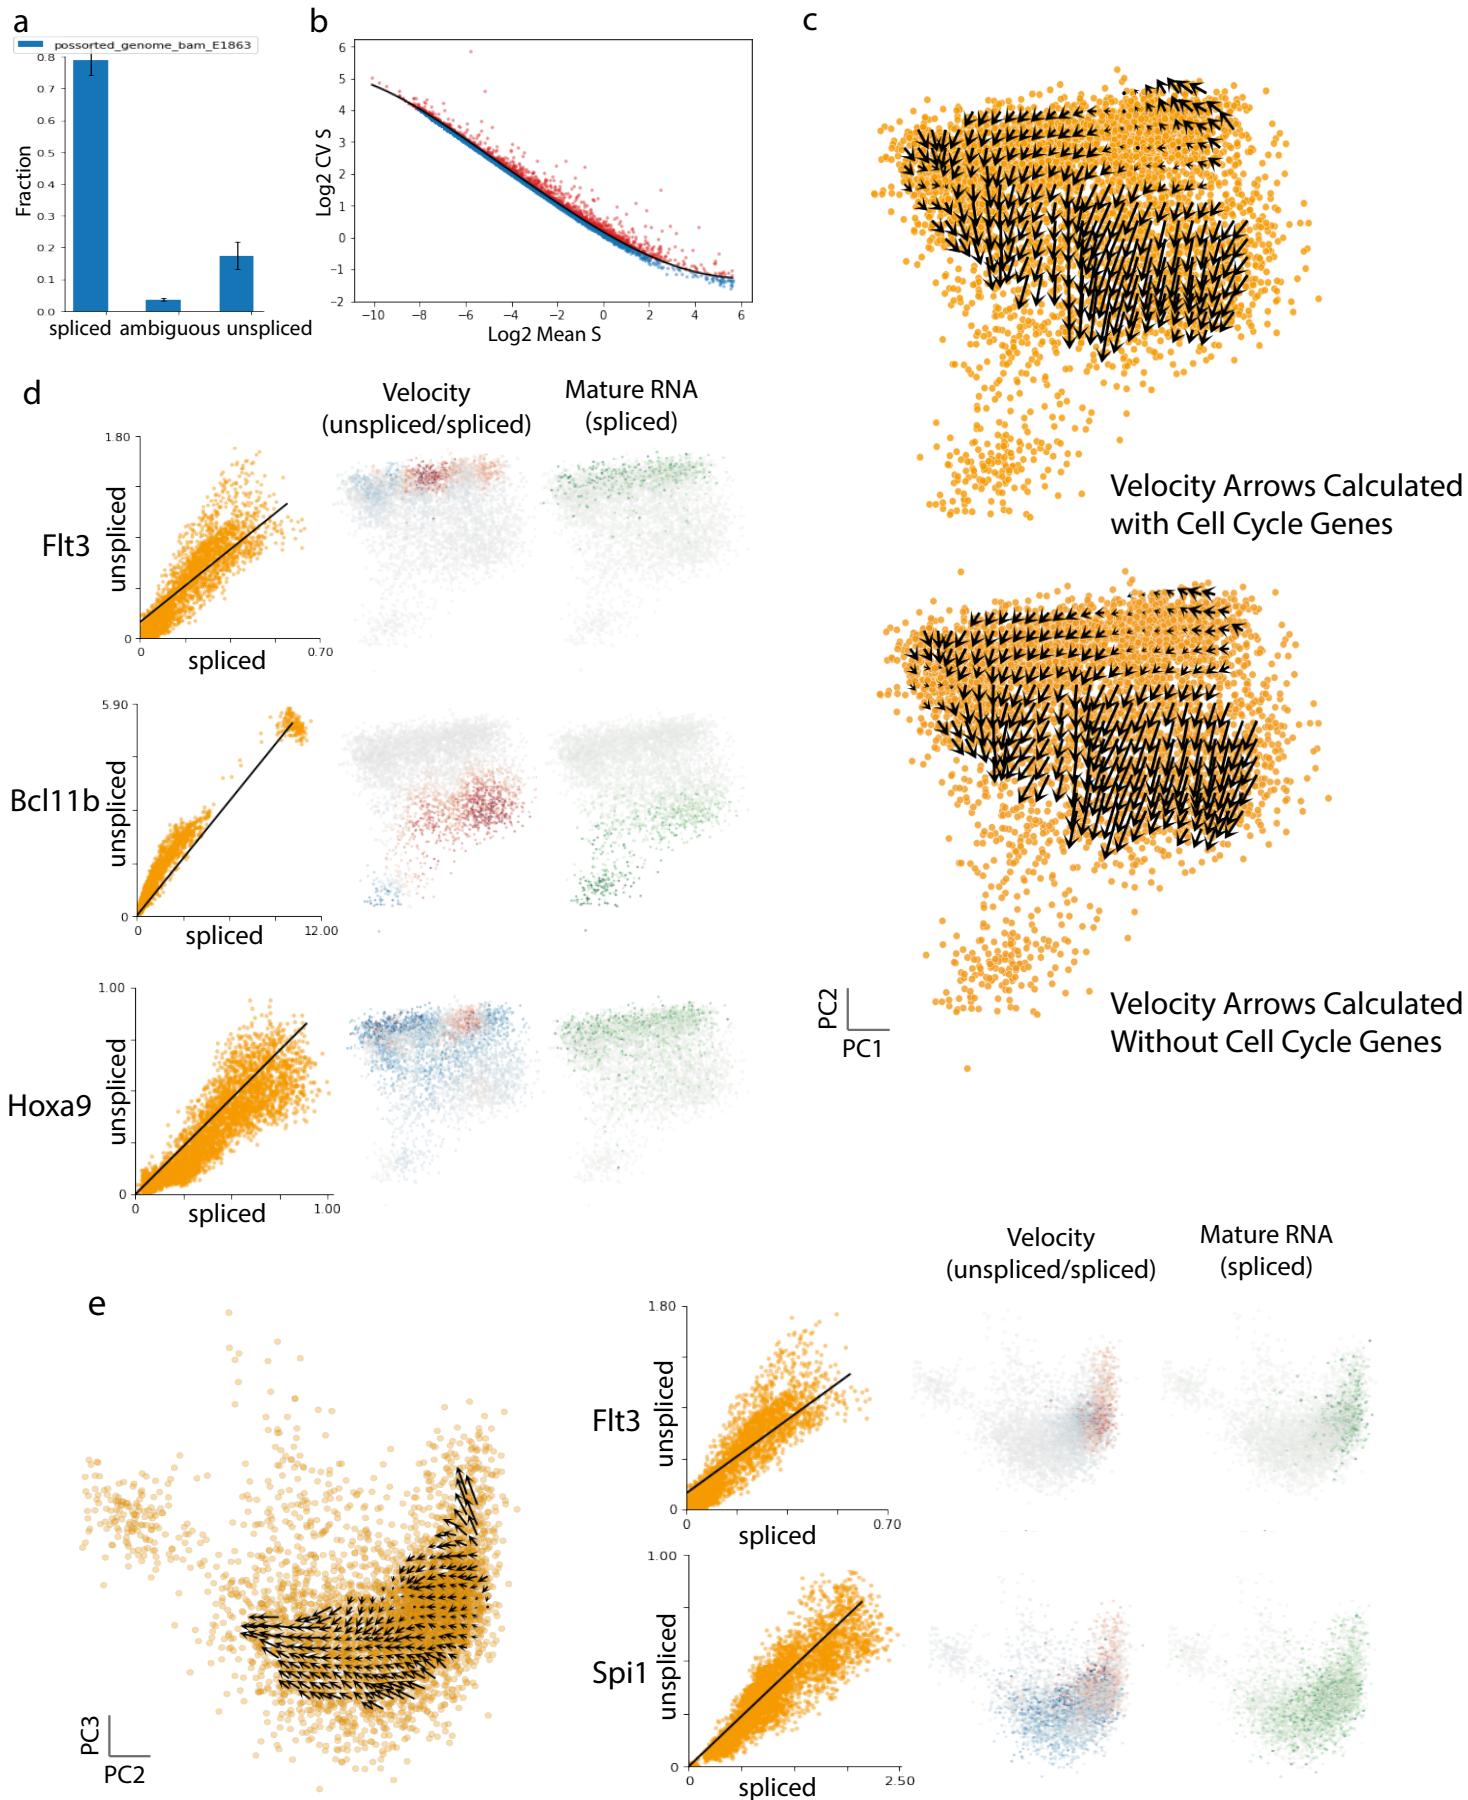 a
possorted_genome_bam_E1863
0.8
0.7
0.6
0.5
0.4
0.3
0.2
0.1
0.0
Fraction
spliced ambiguous unspliced
b
6
5
4
3
2
1
0
−1
−2
Log2 CV S
−10 −8 −6 −4 −2 0 2 4 6
Log2 Mean S
c
Velocity Arrows Calculated
with Cell Cycle Genes
Velocity Arrows Calculated
Without Cell Cycle Genes
PC2
PC1
d
Velocity
(unspliced/spliced)
Mature RNA
(spliced)
Flt3
unspliced
1.80
0
0 0.70
spliced
Bcl11b
unspliced
5.90
0
0 12.00
spliced
Hoxa9
unspliced
1.00
0
0 1.00
spliced
e
PC3
PC2
Velocity
(unspliced/spliced)
Mature RNA
(spliced)
Flt3
unspliced
1.80
0
0 0.70
spliced
Spi1
unspliced
1.00
0
0 2.50
spliced